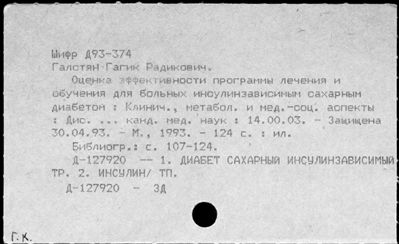 Шифр Д93-374
Галстян Гагик Радикович.
Оценка эффективности программы лечения и
обучения для больных инсулинзависимым сахарным
диабетом : Клинич., метабол. и мед.-соц. аспекты
: Дис. ... канд. мед. наук : 14.00.03. - Защищена
30.04.93. - М., 1993. - 124 с. : ил.
Библиогр.: с. 107-124.
Д-127920 -- 1. ДИАБЕТ САХАРНЫЙ ИНСУЛИНЗАВИСИМЫЙ
ТР. 2. ИНСУЛИН/ ТП.
Д-127920 - 3Д
Г.К.